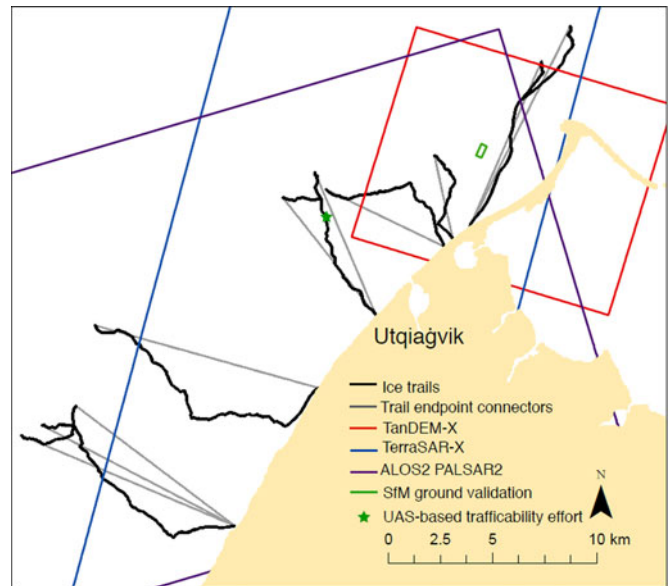 Utqiaġvik
Ice trails
Trail endpoint connectors
TanDEM-X
TerraSAR-X
ALOS2 PALSAR2
SfM ground validation
N
UAS-based trafficability effort
0 2.5 5 10 km